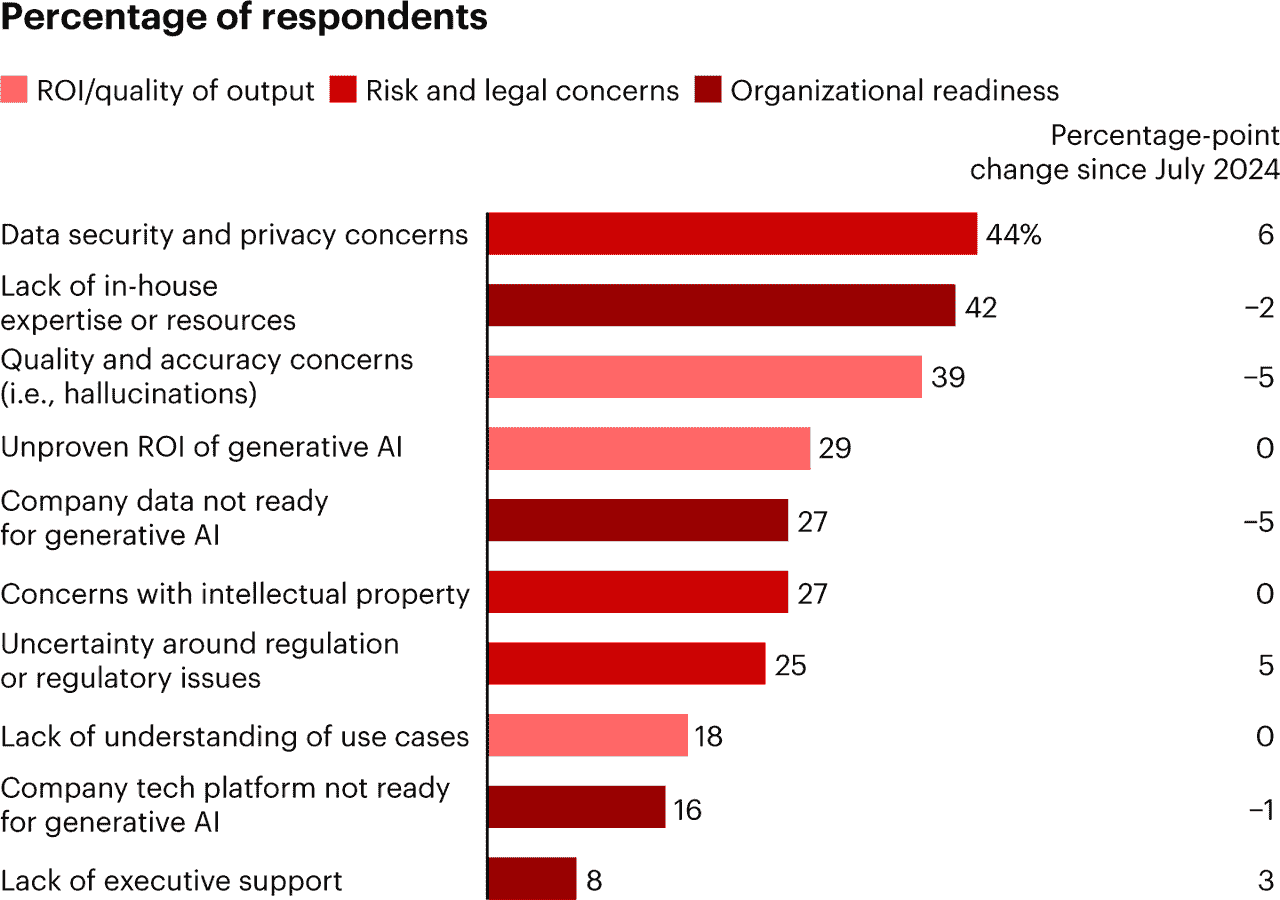 Percentage of respondents
ROI/quality of output Risk and legal concerns Organizational readiness
Percentage-point
change since July 2024
Data security and privacy concerns 44% 6
Lack of in-house
expertise or resources 42 –2
Quality and accuracy concerns
(i.e., hallucinations) 39 –5
Unproven ROI of generative AI 29 0
Company data not ready
for generative AI 27 –5
Concerns with intellectual property 27 0
Uncertainty around regulation
or regulatory issues 25 5
Lack of understanding of use cases 18 0
Company tech platform not ready
for generative AI 16 –1
Lack of executive support 8 3